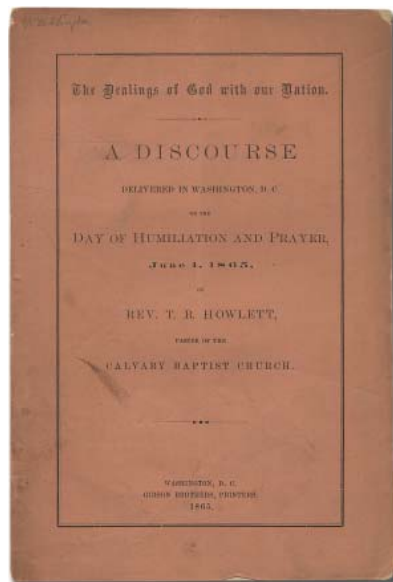 The Dealings of God with our Nation.
A DISCOURSE
DELIVERED IN WASHINGTON, D. C.
ON THE
DAY OF HUMILIATION AND PRAYER,
June 1, 1865,
BY
REV. T. R. HOWLETT,
PASTOR OF THE
CALVARY BAPTIST CHURCH.
WASHINGTON, D. C.
GIBSON BROTHERS, PRINTERS.
1865.